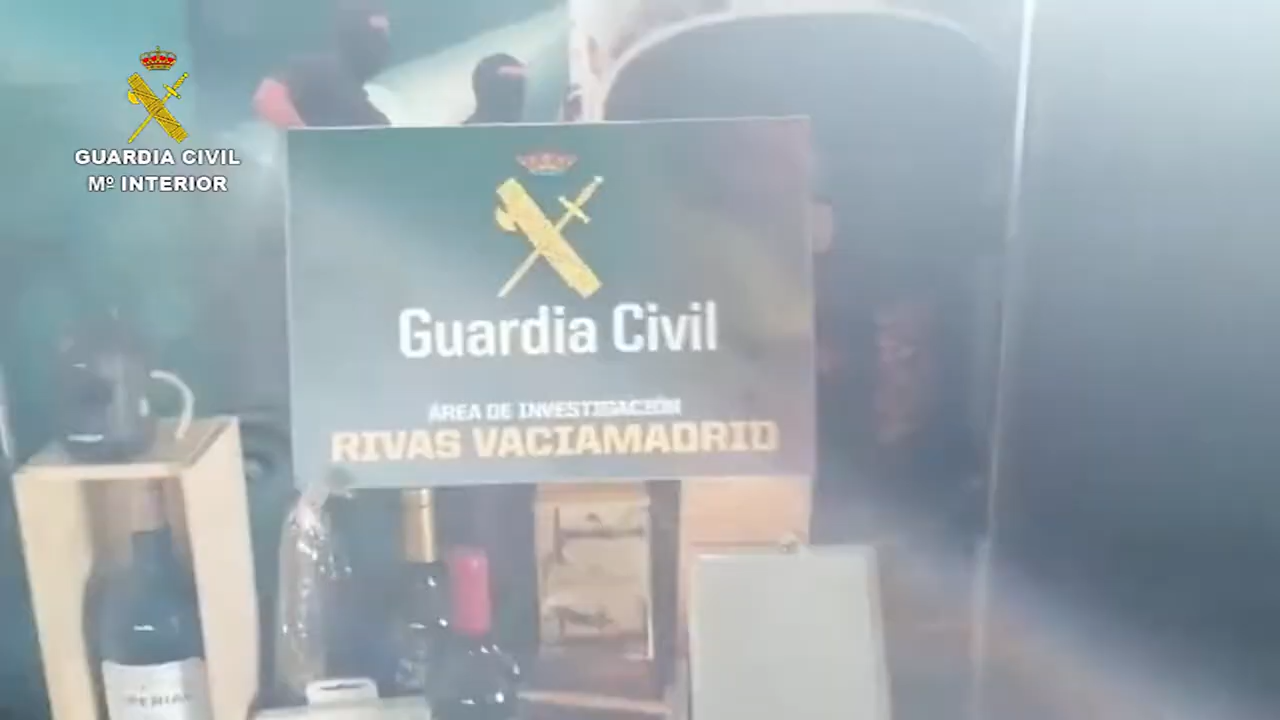 GUARDIA CIVIL
Mº INTERIOR
Guardia Civil
ÁREA DE INVESTIGACIÓN
RIVAS VACIAMADRID